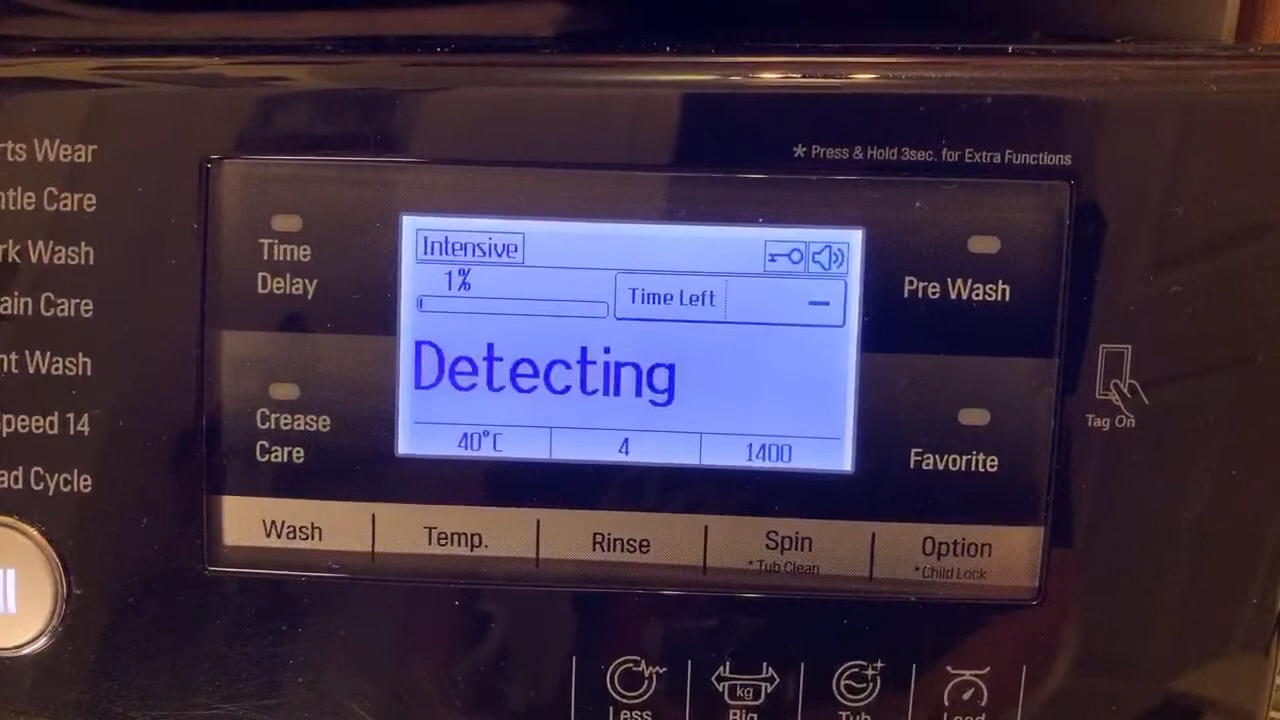 rts Wear
ntle Care
rk Wash
ain Care
nt Wash
peed 14
ad Cycle
* Press & Hold 3sec. for Extra Functions
Time
Delay
Crease
Care
Intensive
1%
Time Left –
Detecting
40°C 4 1400
Pre Wash
Favorite
Tag On
Wash Temp. Rinse Spin Option
*Tub Clean *Child Lock
kg
Less Big Tub Load